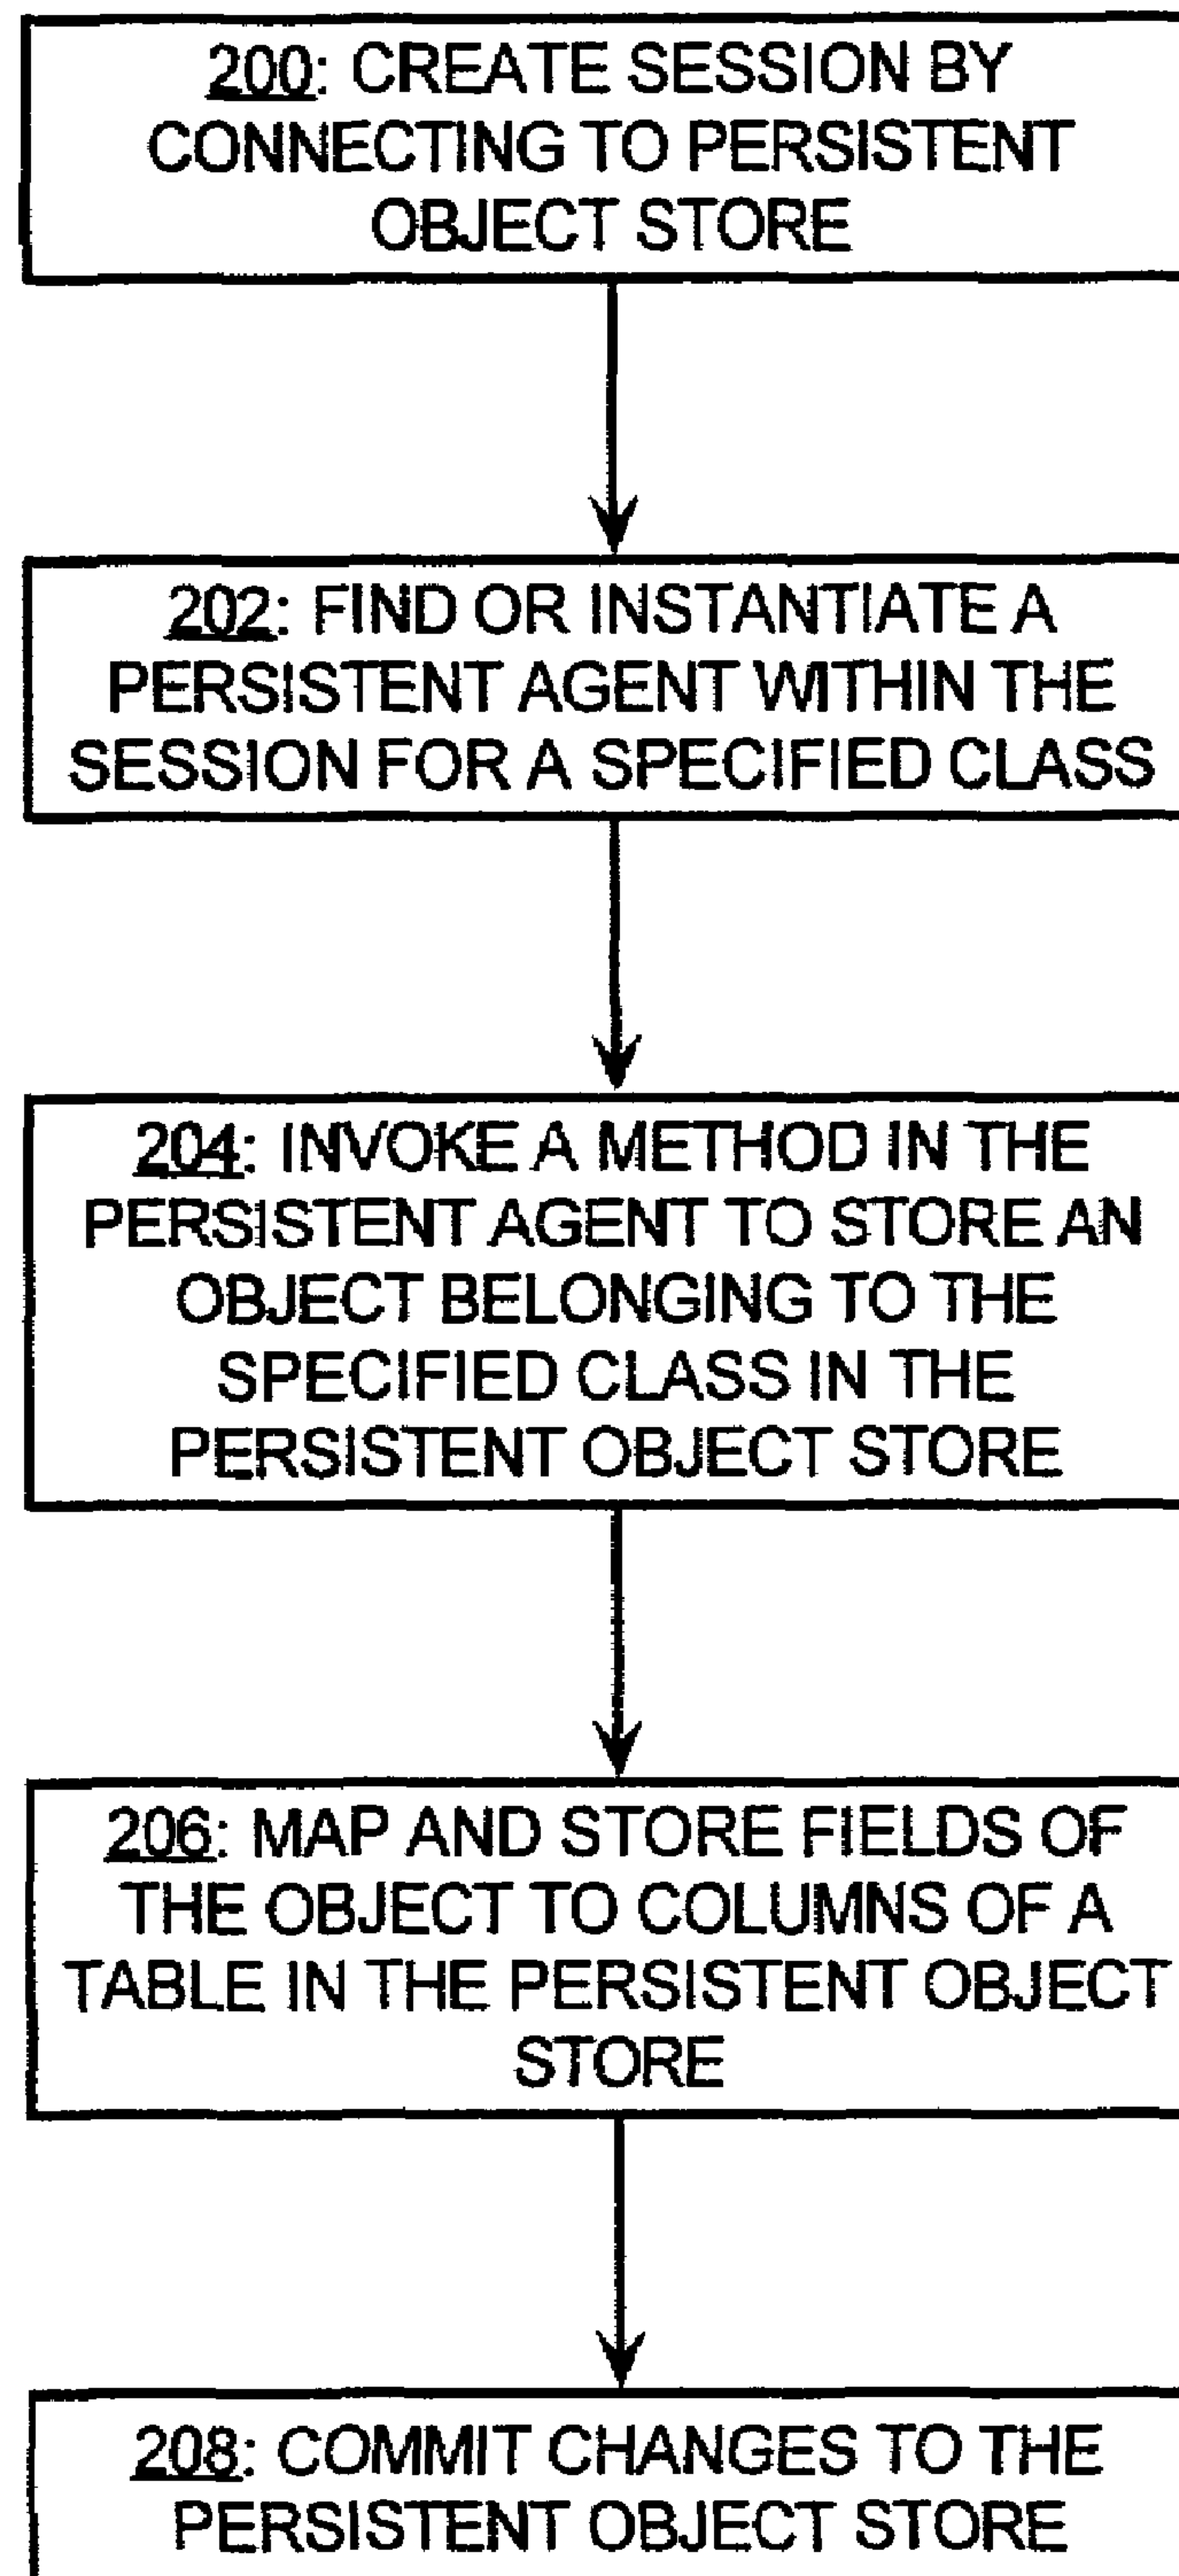 200: CREATE SESSION BY
CONNECTING TO PERSISTENT
OBJECT STORE
202: FIND OR INSTANTIATE A
PERSISTENT AGENT WITHIN THE
SESSION FOR A SPECIFIED CLASS
204: INVOKE A METHOD IN THE
PERSISTENT AGENT TO STORE AN
OBJECT BELONGING TO THE
SPECIFIED CLASS IN THE
PERSISTENT OBJECT STORE
206: MAP AND STORE FIELDS OF
THE OBJECT TO COLUMNS OF A
TABLE IN THE PERSISTENT OBJECT
STORE
208: COMMIT CHANGES TO THE
PERSISTENT OBJECT STORE